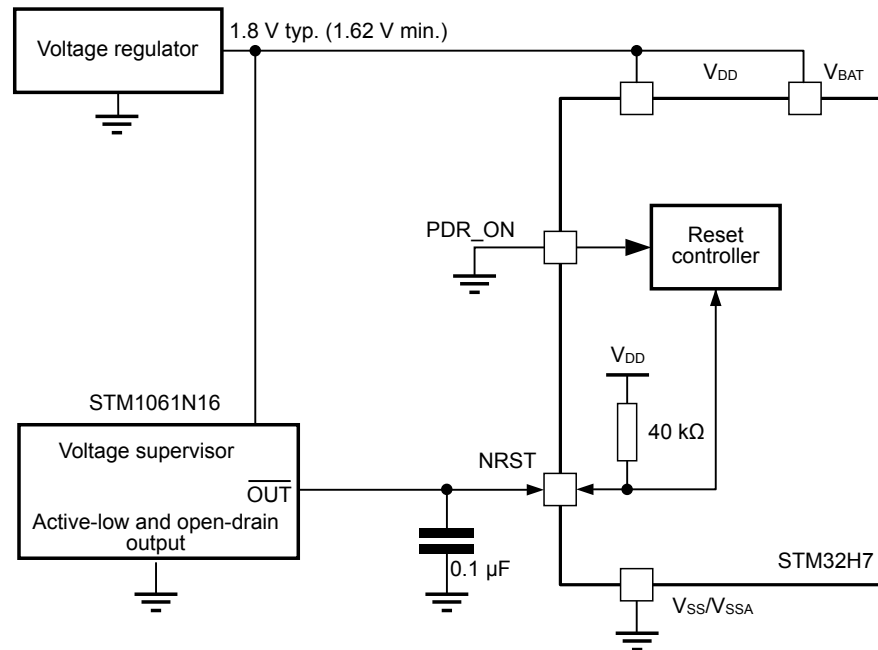 1.8 V typ. (1.62 V min.)
Voltage regulator
VDD
VBAT
PDR_ON
Reset
controller
VDD
STM1061N16
40 kΩ
Voltage supervisor
NRST
OUT
Active-low and open-drain
output
0.1 µF
STM32H7
VSS/VSSA